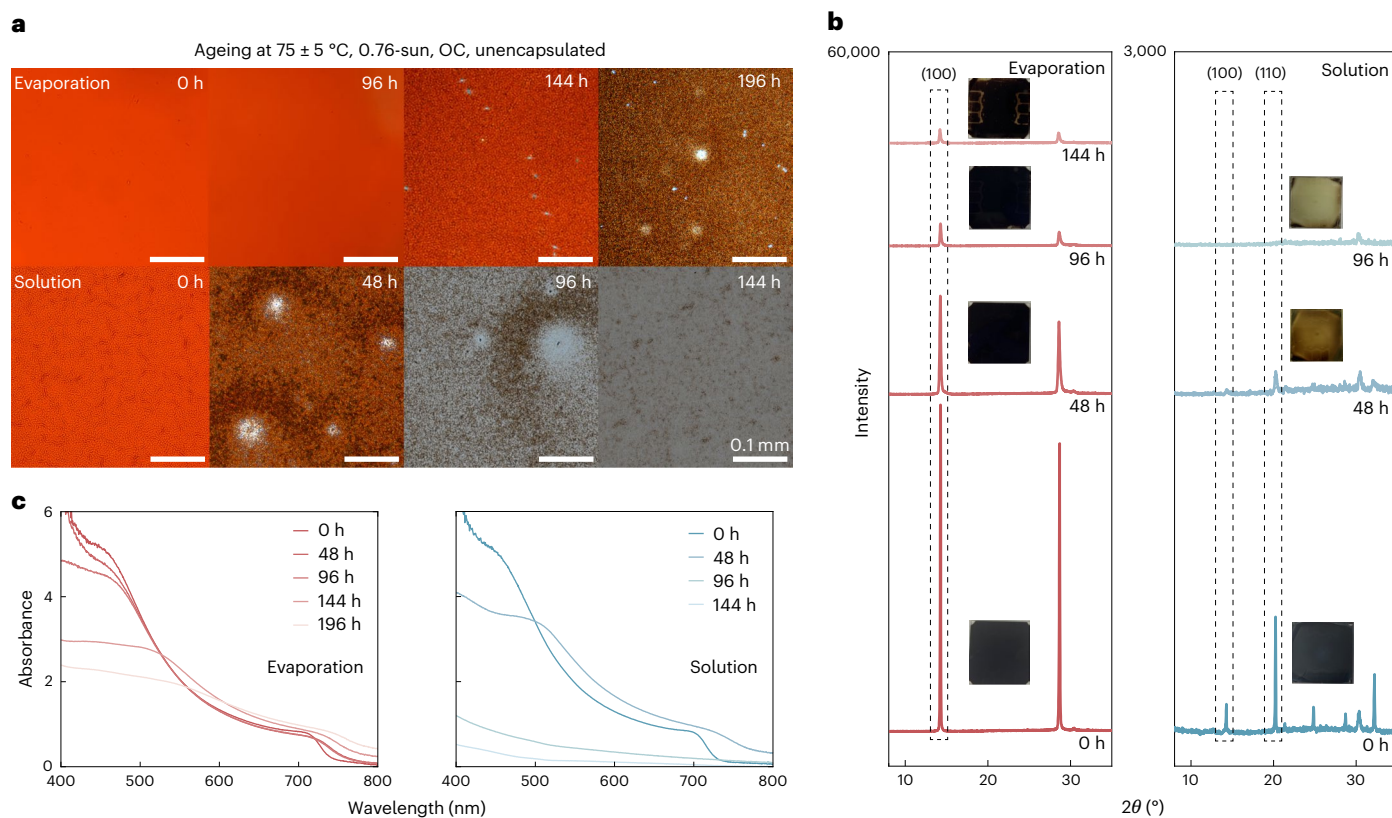 a
Ageing at 75 ± 5 °C, 0.76-sun, OC, unencapsulated
Evaporation
0 h
96 h
144 h
196 h
Solution
0 h
48 h
96 h
144 h
0.1 mm
b
60,000
(100)
Evaporation
144 h
96 h
48 h
0 h
Intensity
10
20
30
3,000
(100)
(110)
Solution
96 h
48 h
0 h
10
20
30
2θ (°)
c
6
4
2
0
Absorbance
0 h
48 h
96 h
144 h
196 h
Evaporation
400
500
600
700
800
0 h
48 h
96 h
144 h
Solution
400
500
600
700
800
Wavelength (nm)